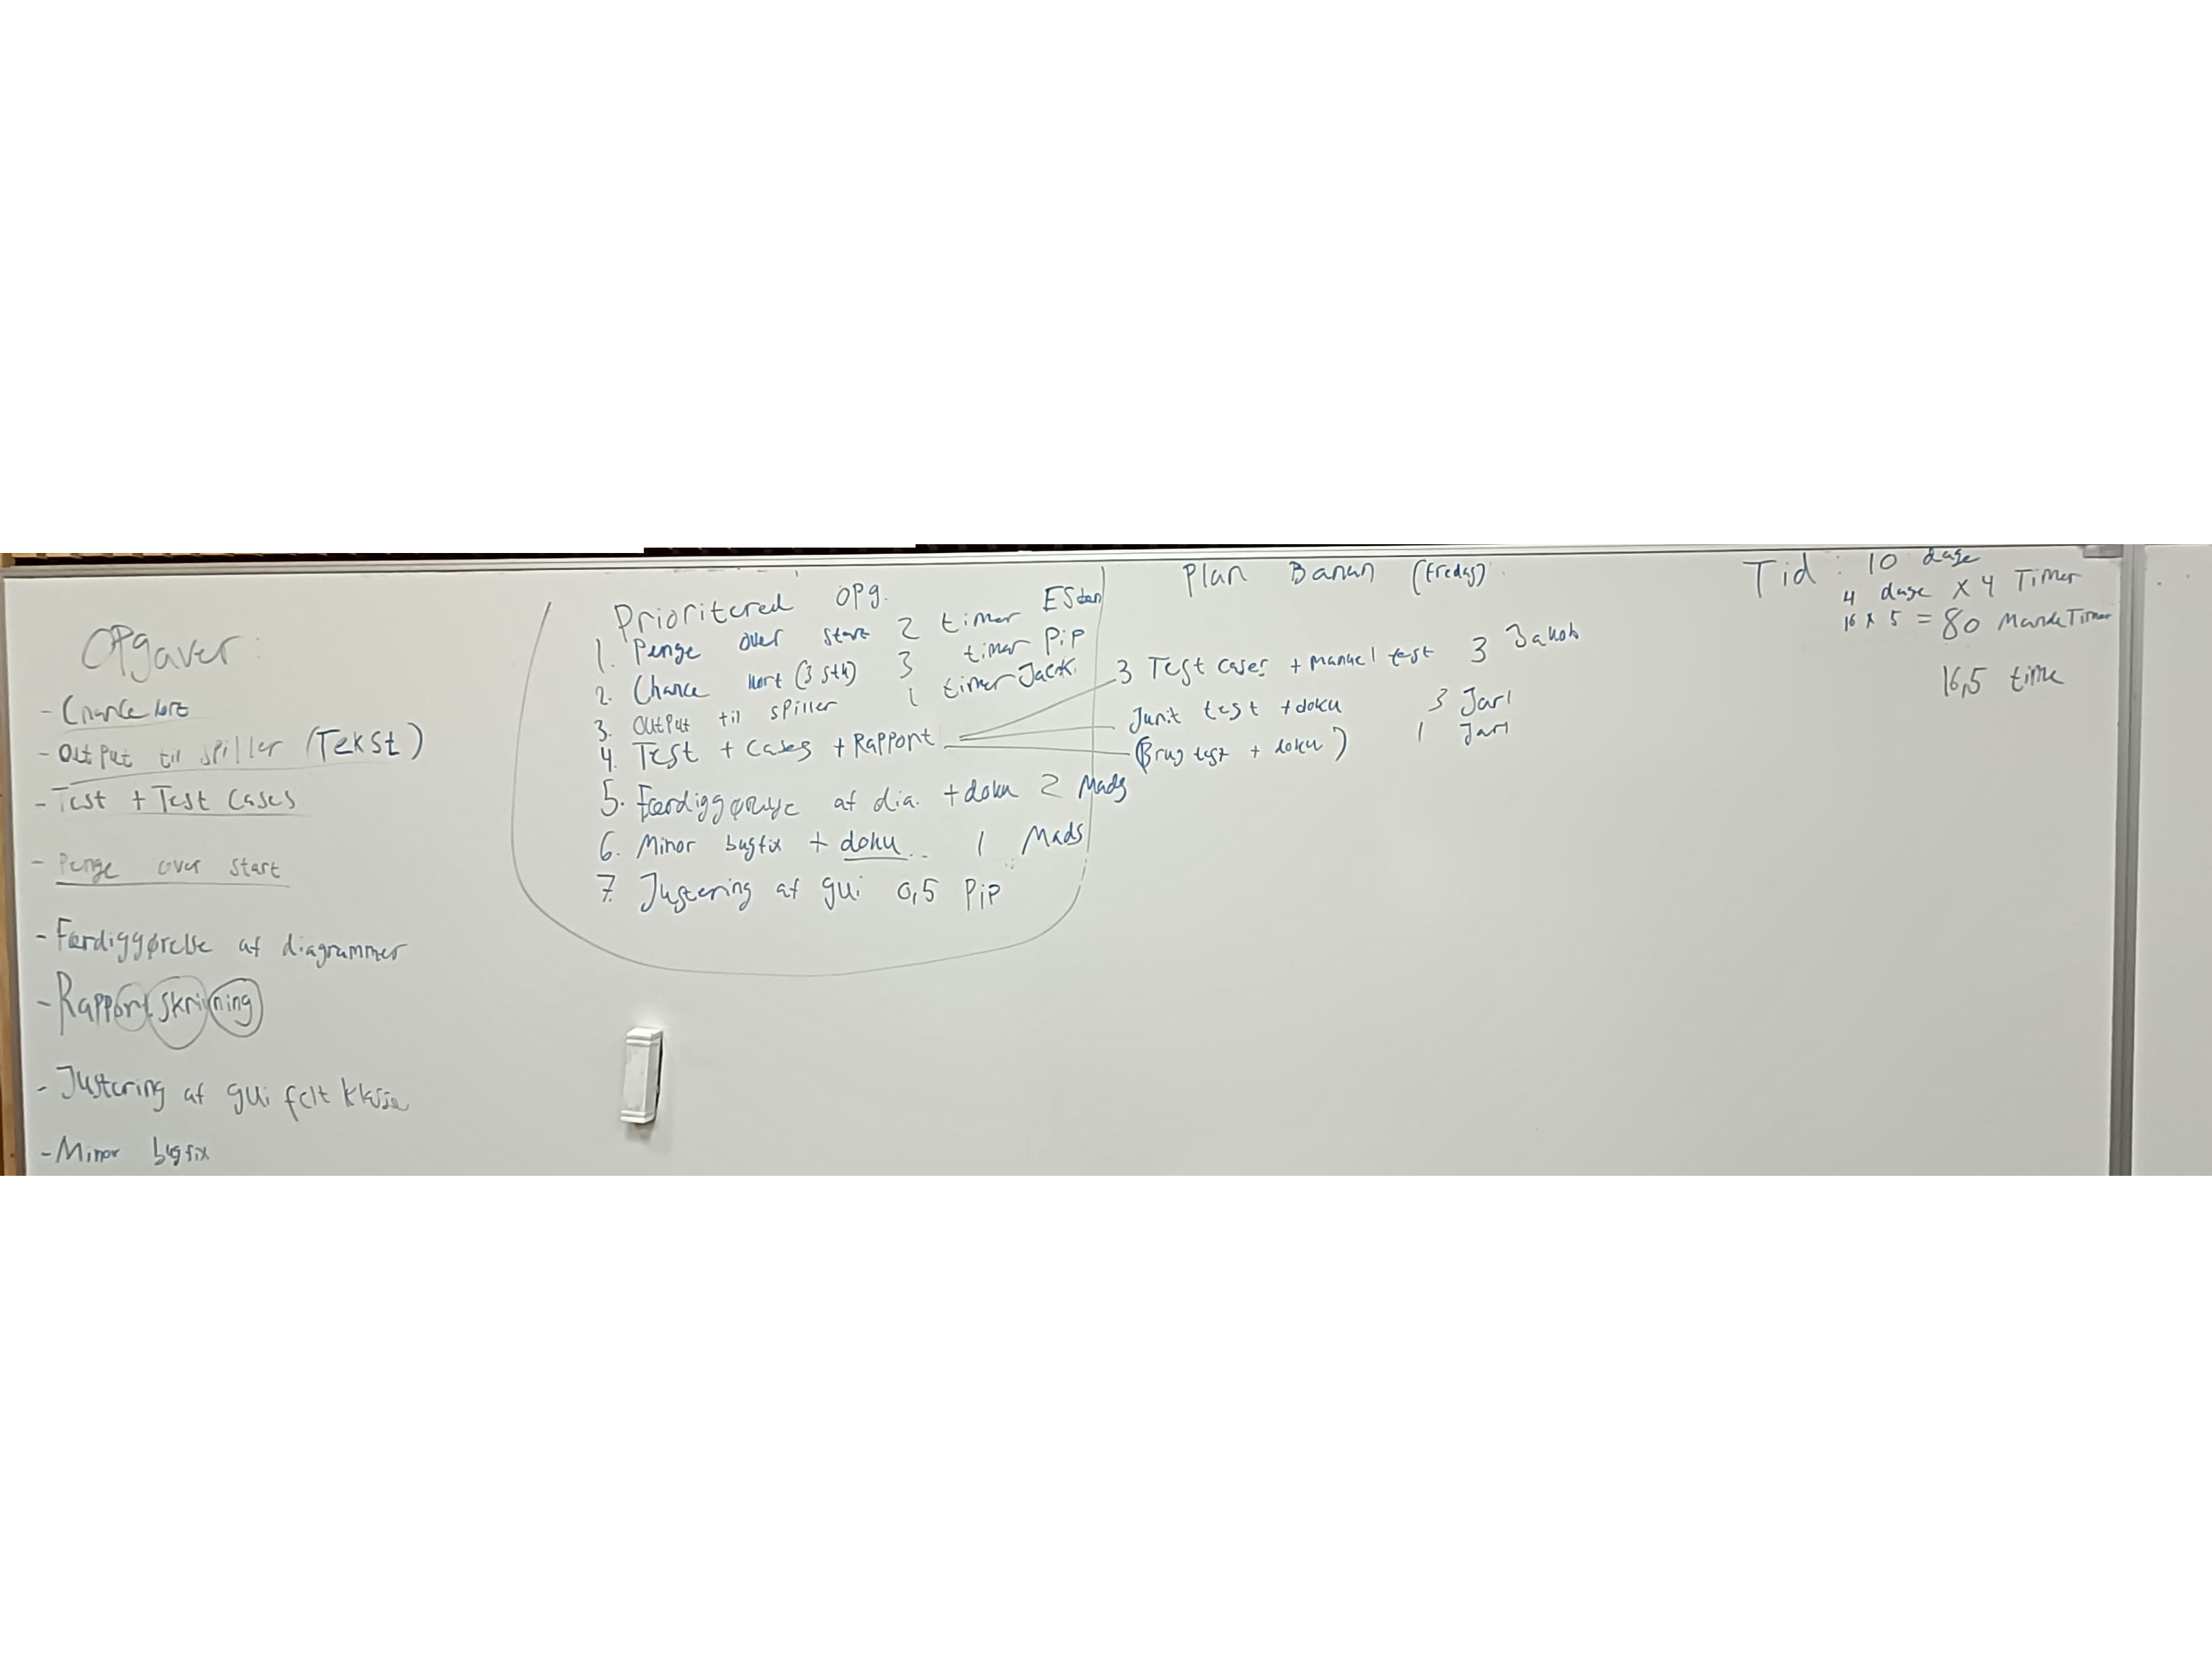 Opgaver:
- Chancekort
- Output til spiller (Tekst)
- Test + Test Cases
- Penge over start
- Færdiggørelse af diagrammer
- Rapport skrivning
- Justering af gui felt klasse
- Minor bugfix
Prioritered opg.
1. Penge over start 2 timer Esben
2. Chance kort (3 stk) 3 timer Pip
3. Output til spiller 1 timer Jacok
4. Test + Cases + Rapport
5. Færdiggørelse af dia. + doku 2 Mads
6. Minor bugfix + doku.. 1 Mads
7. Justering af gui 0,5 Pip
Plan Banan (fredag)
3 Test cases + manuel test 3 Jakob
Junit test + doku 3 Jarl
(Brug test + doku) 1 Jarl
Tid: 10 dage
4 dage x 4 Timer
16 x 5 = 80 MandeTimer
16,5 time